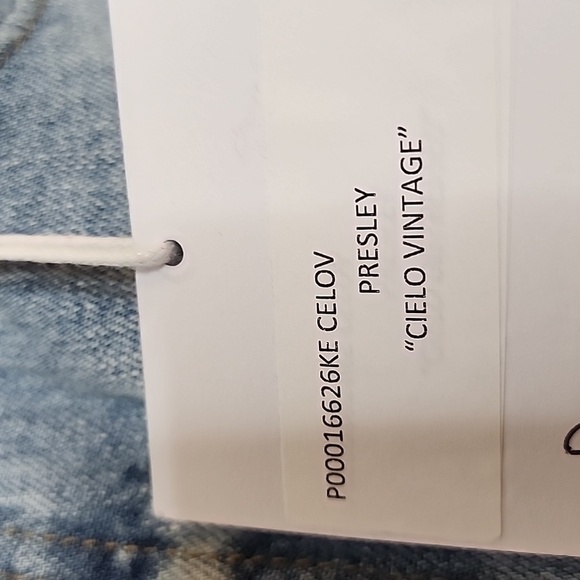 P00016626KE CELOV
PRESLEY
“CIELO VINTAGE”